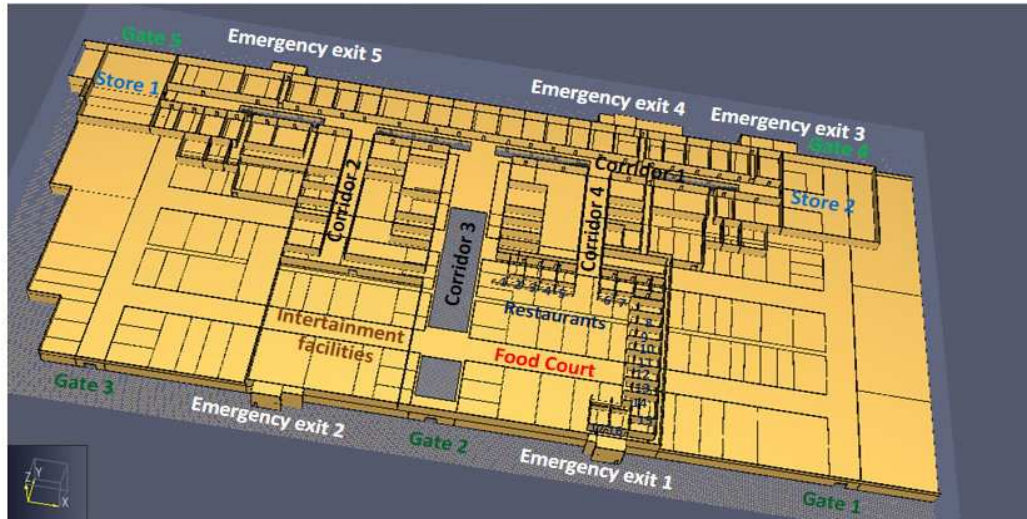 Gate 5
Emergency exit 5
Store 1
Emergency exit 4
Emergency exit 3
Gate 4
Corridor 1
Store 2
Corridor 2
Corridor 3
Corridor 4
Restaurants
Intertainment
facilities
Food Court
Gate 3
Emergency exit 2
Gate 2
Emergency exit 1
Gate 1
Z
Y
X